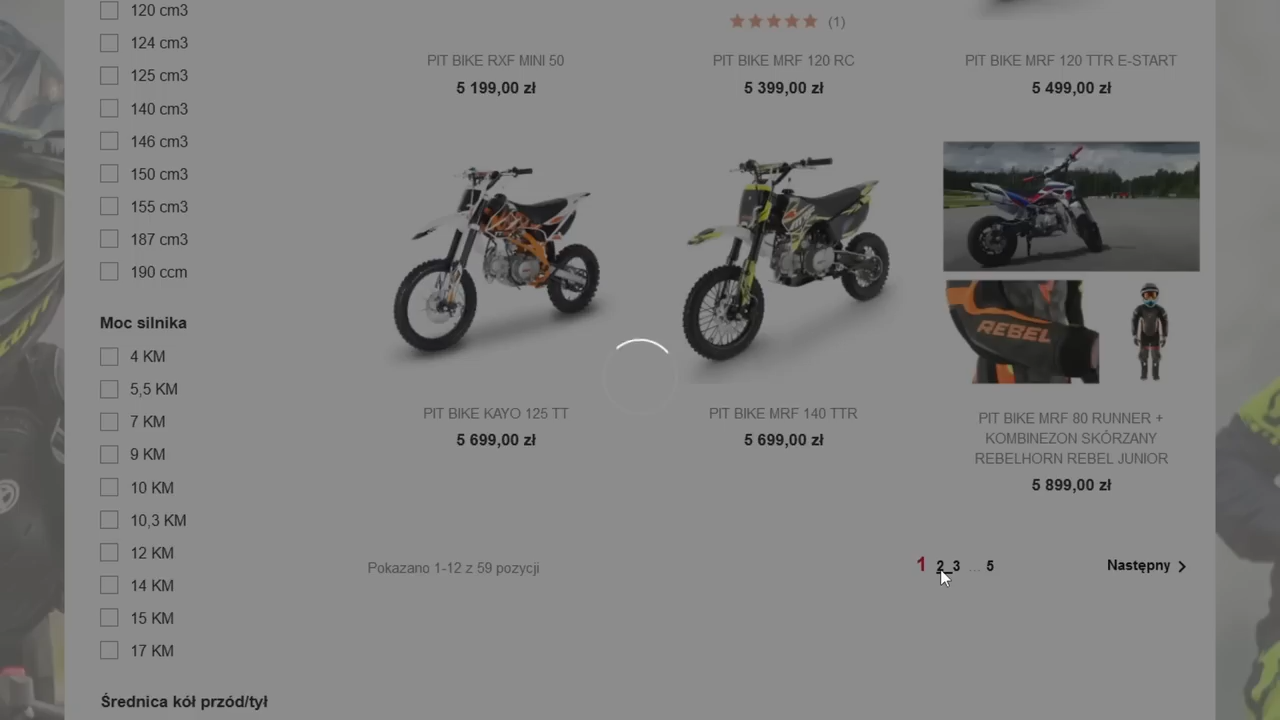 120 cm3
124 cm3
125 cm3
140 cm3
146 cm3
150 cm3
155 cm3
187 cm3
190 ccm
Moc silnika
4 KM
5,5 KM
7 KM
9 KM
10 KM
10,3 KM
12 KM
14 KM
15 KM
17 KM
Średnica kół przód/tył
(1)
PIT BIKE RXF MINI 50
5 199,00 zł
PIT BIKE MRF 120 RC
5 399,00 zł
PIT BIKE MRF 120 TTR E-START
5 499,00 zł
PIT BIKE KAYO 125 TT
5 699,00 zł
PIT BIKE MRF 140 TTR
5 699,00 zł
REBEL
PIT BIKE MRF 80 RUNNER +
KOMBINEZON SKÓRZANY
REBELHORN REBEL JUNIOR
5 899,00 zł
Pokazano 1-12 z 59 pozycji
1 2 3 ... 5
Następny